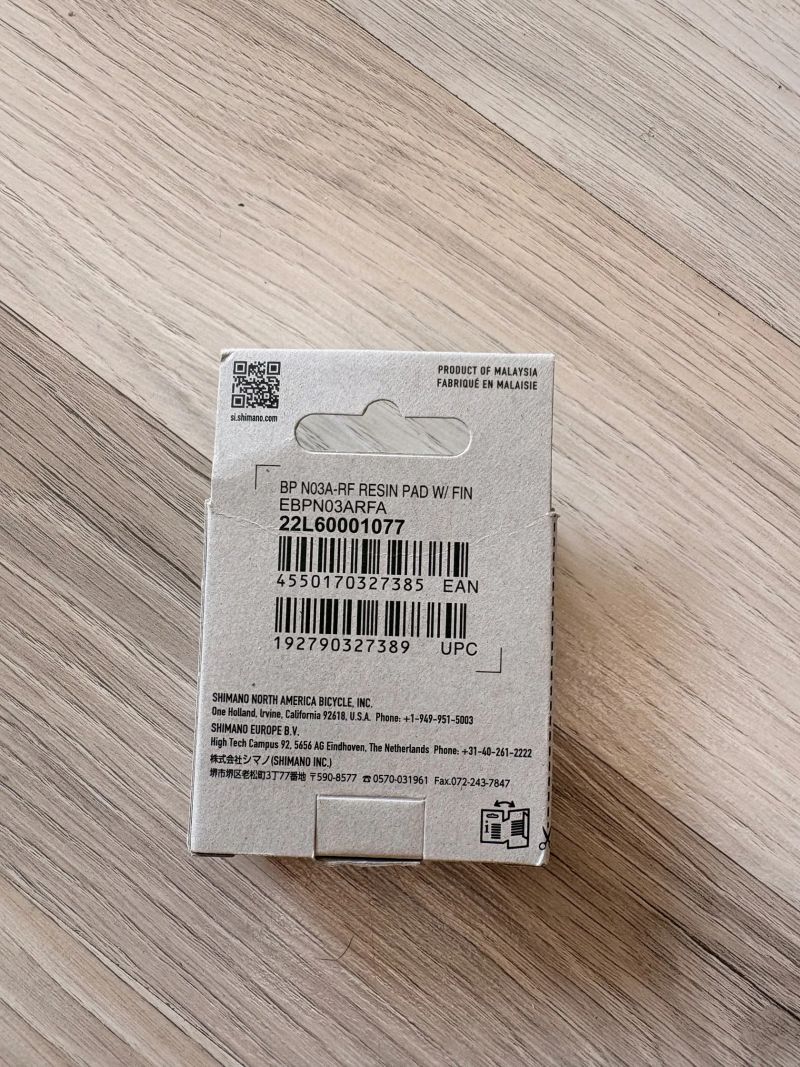 PRODUCT OF MALAYSIA
FABRIQUÉ EN MALAISIE
si.shimano.com
BP N03A-RF RESIN PAD W/ FIN
EBPN03ARFA
22L60001077
4550170327385 EAN
192790327389 UPC
SHIMANO NORTH AMERICA BICYCLE, INC.
One Holland, Irvine, California 92618, U.S.A. Phone: +1-949-951-5003
SHIMANO EUROPE B.V.
High Tech Campus 92, 5656 AG Eindhoven, The Netherlands Phone: +31-40-261-2222
株式会社シマノ(SHIMANO INC.)
堺市堺区老松町3丁77番地 〒590-8577 ☎0570-031961 Fax.072-243-7847